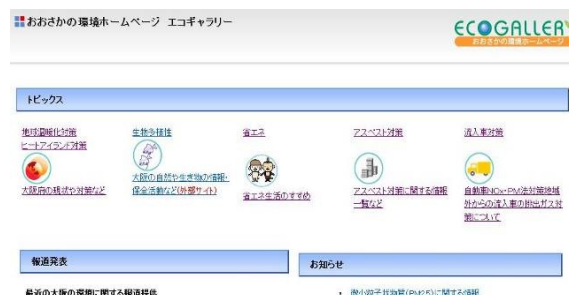 おおさかの環境ホームページ エコギャラリー
ECOGALLERY
おおさかの環境ホームページ
トピックス
地球温暖化対策
ヒートアイランド対策
大阪府の現状や対策など
生物多様性
大阪の自然や生き物の情報・
保全活動など(外部サイト)
省エネ
省エネ生活のすすめ
アスベスト対策
アスベスト対策に関する情報
一覧など
流入車対策
自動車NOx・PM法対策地域
外からの流入車の排出ガス対
策について
報道発表
お知らせ
最近の大阪の環境に関する報道提供
微小粒子状物質(PM2.5)に関する情報